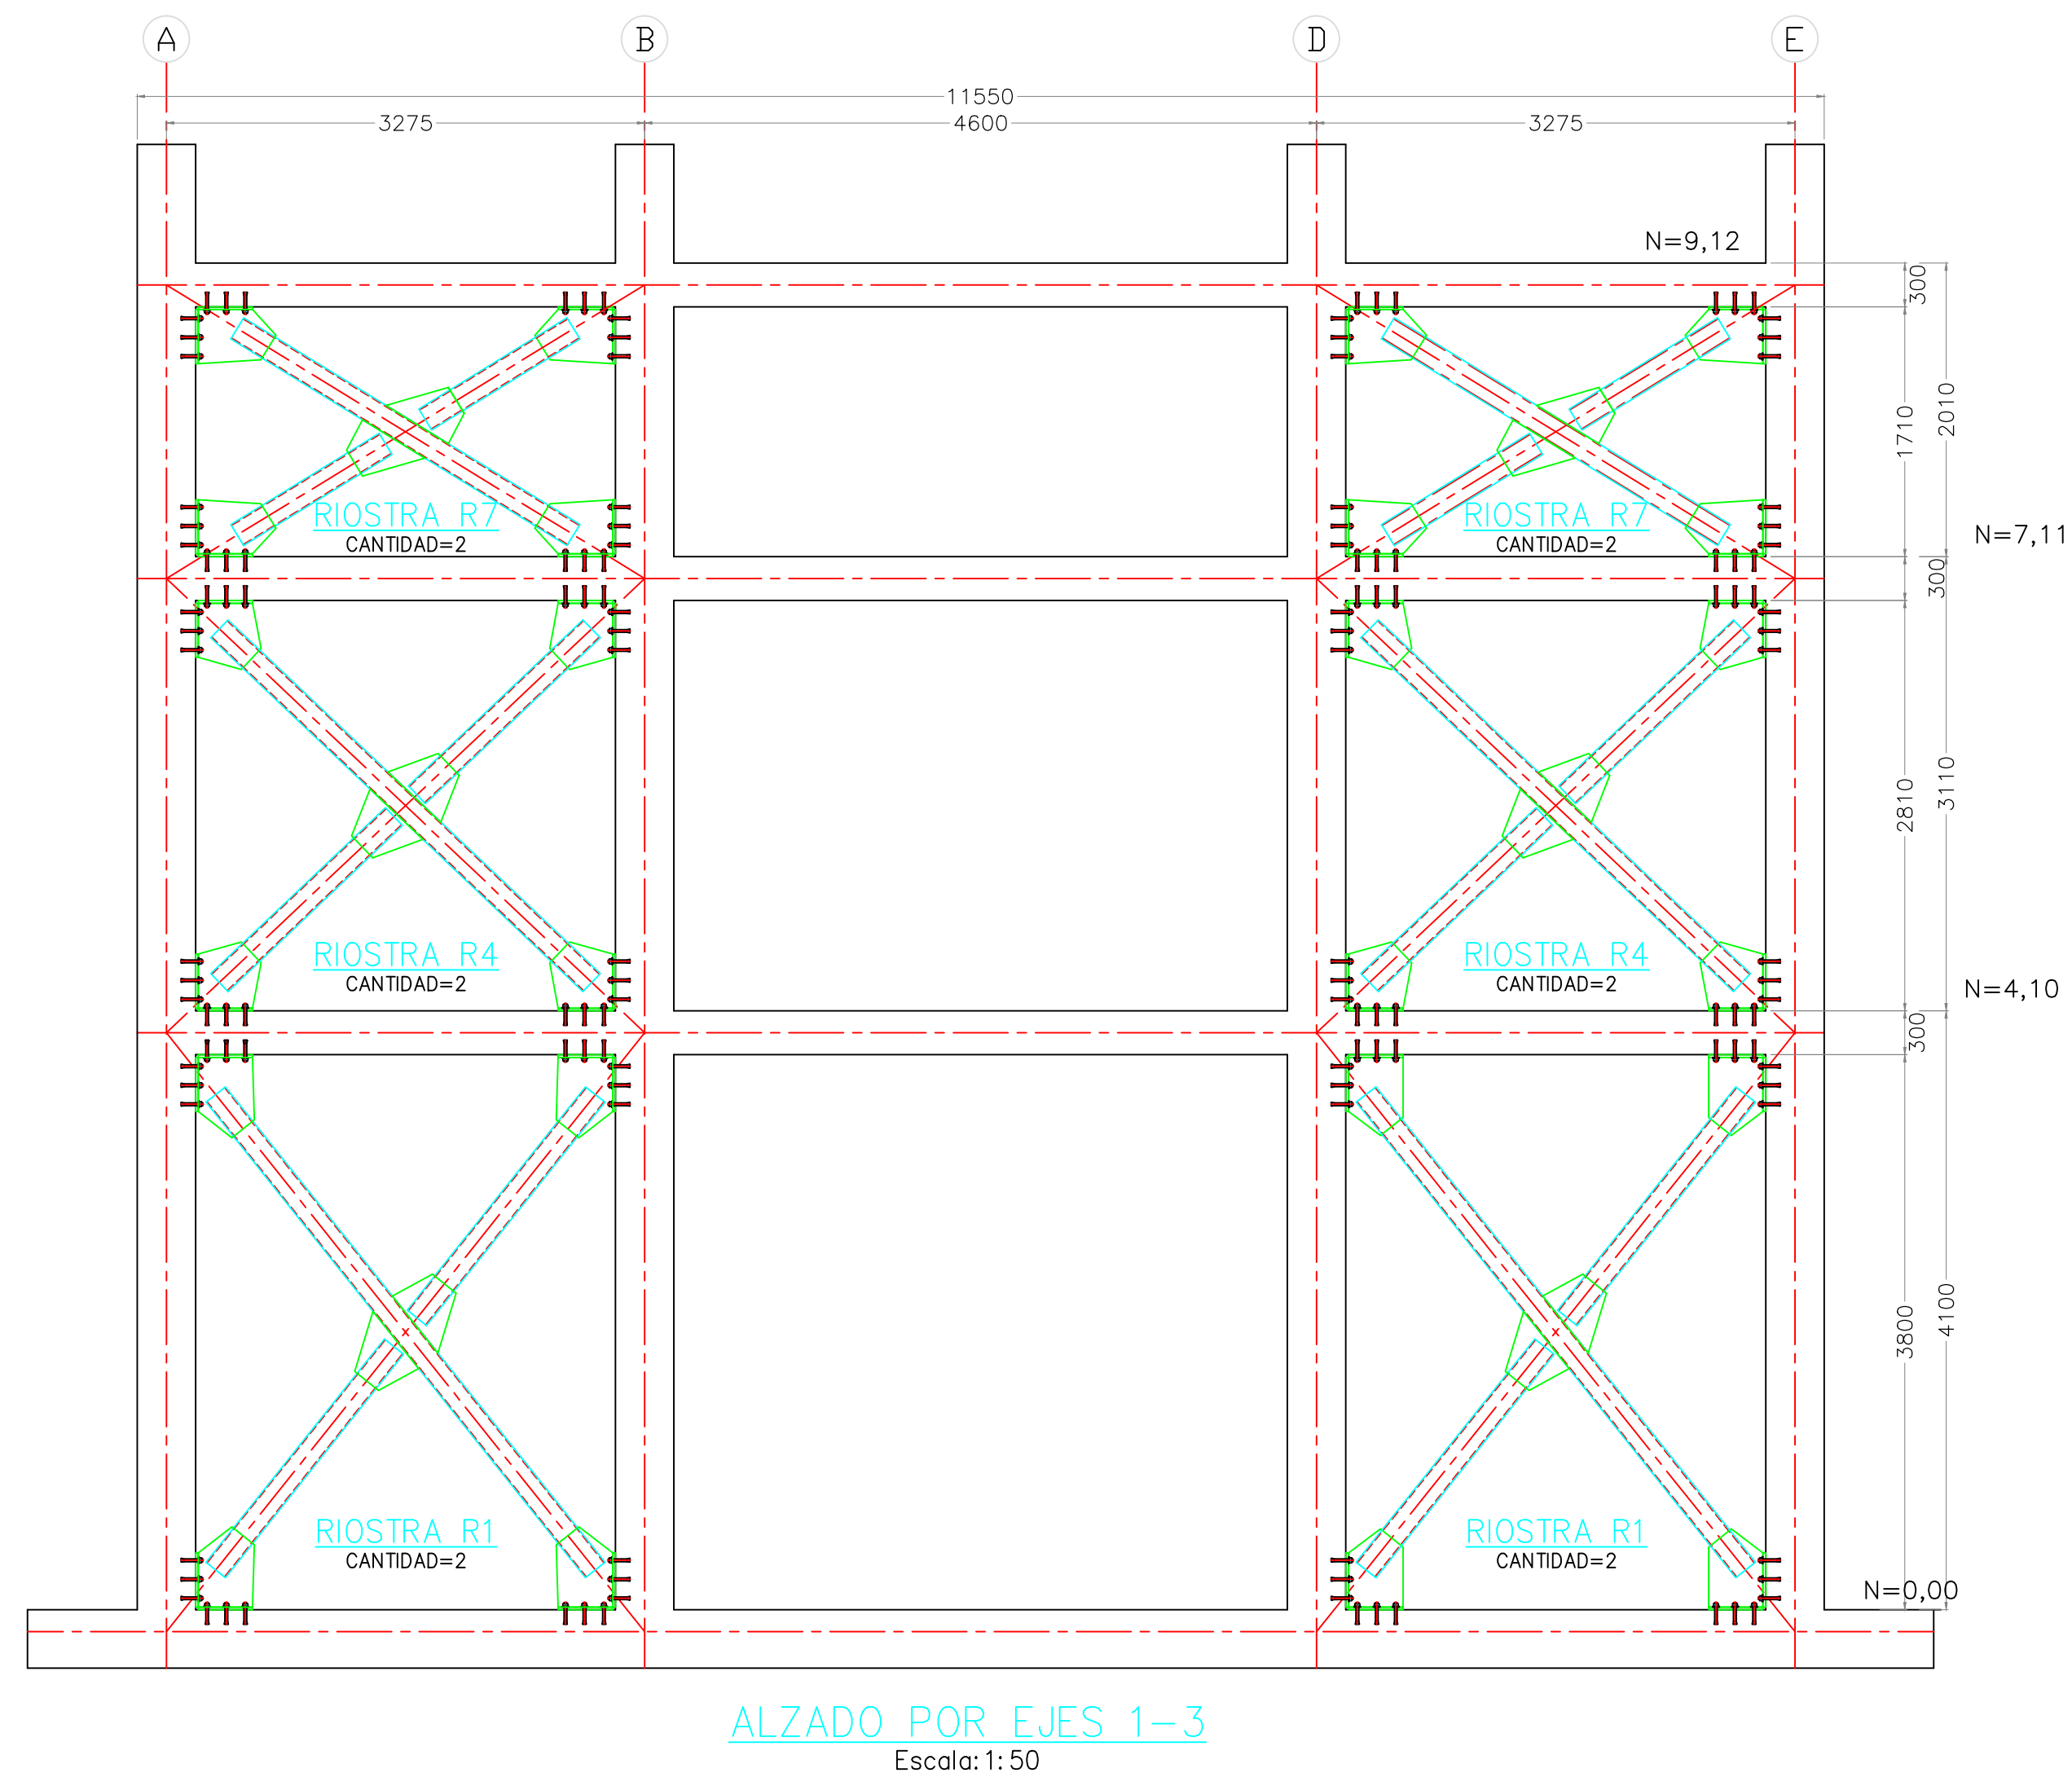 A B D E
11550
3275 4600 3275
N=9,12
300
1710
2010
RIOSTRA R7 RIOSTRA R7
CANTIDAD=2 CANTIDAD=2
N=7,11
300
2810
3110
RIOSTRA R4 RIOSTRA R4
CANTIDAD=2 CANTIDAD=2
N=4,10
300
3800
4100
RIOSTRA R1 RIOSTRA R1
CANTIDAD=2 CANTIDAD=2
N=0,00
ALZADO POR EJES 1-3
Escala:1:50